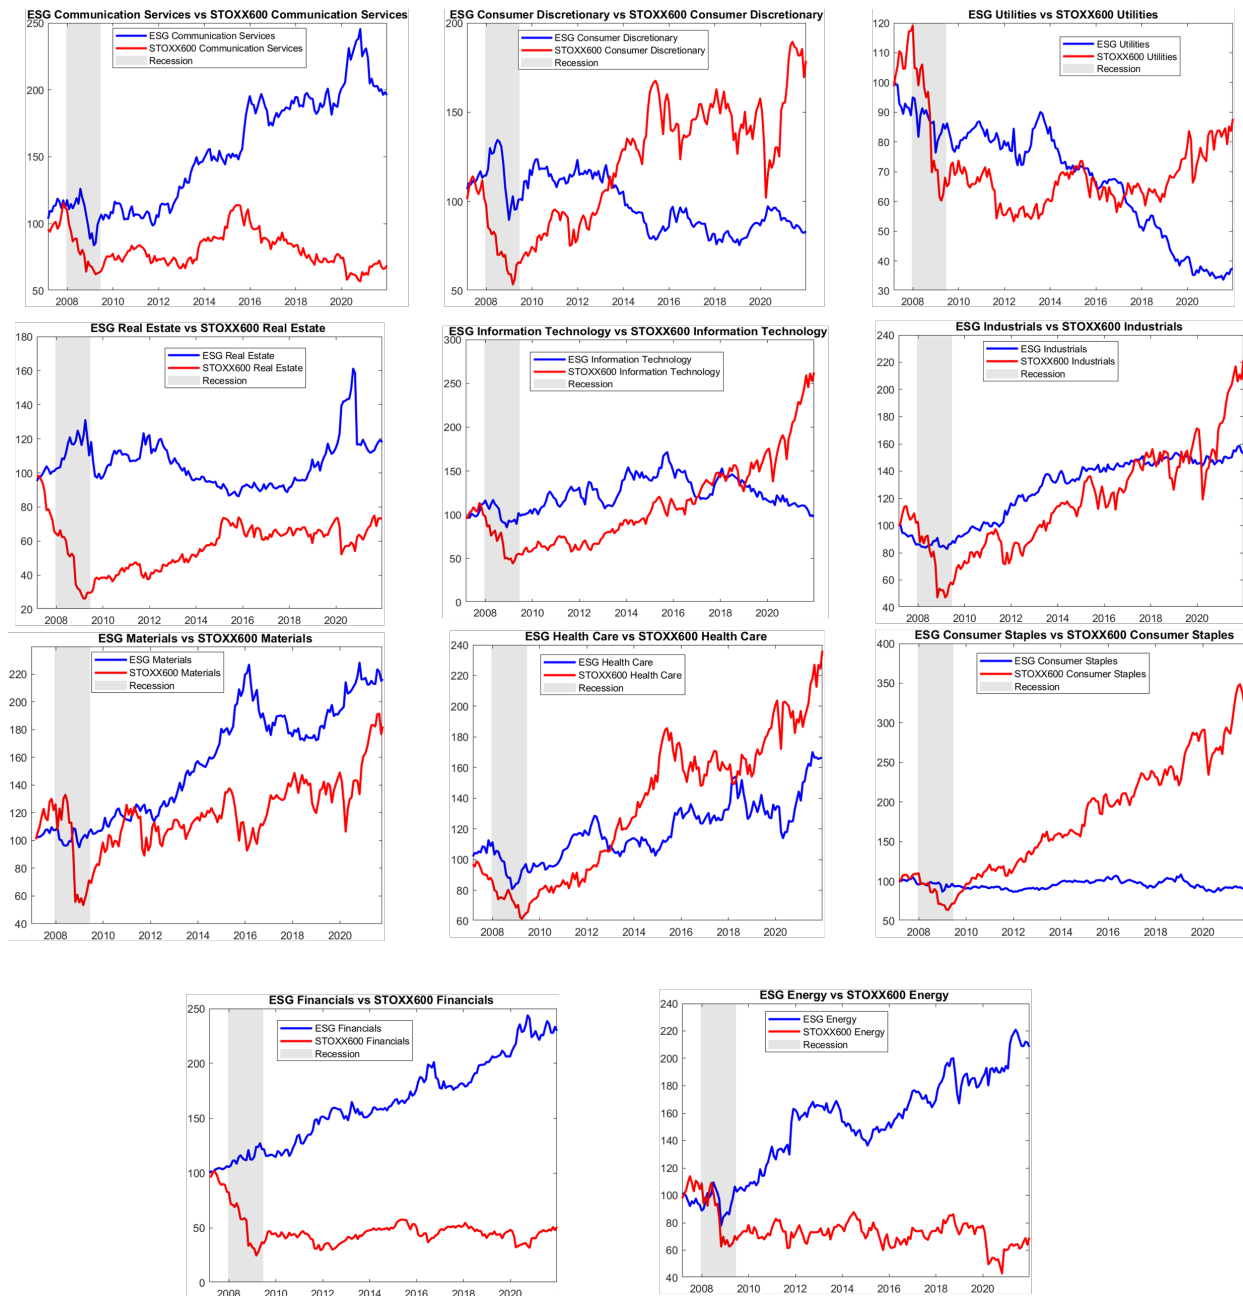 ESG Communication Services vs STOXX600 Communication Services
250
200
150
100
50
ESG Communication Services
STOXX600 Communication Services
Recession
2008 2010 2012 2014 2016 2018 2020
ESG Consumer Discretionary vs STOXX600 Consumer Discretionary
200
150
100
50
ESG Consumer Discretionary
STOXX600 Consumer Discretionary
Recession
2008 2010 2012 2014 2016 2018 2020
ESG Utilities vs STOXX600 Utilities
120
110
100
90
80
70
60
50
40
30
ESG Utilities
STOXX600 Utilities
Recession
2008 2010 2012 2014 2016 2018 2020
ESG Real Estate vs STOXX600 Real Estate
180
160
140
120
100
80
60
40
20
ESG Real Estate
STOXX600 Real Estate
Recession
2008 2010 2012 2014 2016 2018 2020
ESG Information Technology vs STOXX600 Information Technology
300
250
200
150
100
50
0
ESG Information Technology
STOXX600 Information Technology
Recession
2008 2010 2012 2014 2016 2018 2020
ESG Industrials vs STOXX600 Industrials
240
220
200
180
160
140
120
100
80
60
40
ESG Industrials
STOXX600 Industrials
Recession
2008 2010 2012 2014 2016 2018 2020
ESG Materials vs STOXX600 Materials
220
200
180
160
140
120
100
80
60
40
ESG Materials
STOXX600 Materials
Recession
2008 2010 2012 2014 2016 2018 2020
ESG Health Care vs STOXX600 Health Care
240
220
200
180
160
140
120
100
80
60
ESG Health Care
STOXX600 Health Care
Recession
2008 2010 2012 2014 2016 2018 2020
ESG Consumer Staples vs STOXX600 Consumer Staples
400
350
300
250
200
150
100
50
ESG Consumer Staples
STOXX600 Consumer Staples
Recession
2008 2010 2012 2014 2016 2018 2020
ESG Financials vs STOXX600 Financials
250
200
150
100
50
0
ESG Financials
STOXX600 Financials
Recession
2008 2010 2012 2014 2016 2018 2020
ESG Energy vs STOXX600 Energy
240
220
200
180
160
140
120
100
80
60
40
ESG Energy
STOXX600 Energy
Recession
2008 2010 2012 2014 2016 2018 2020